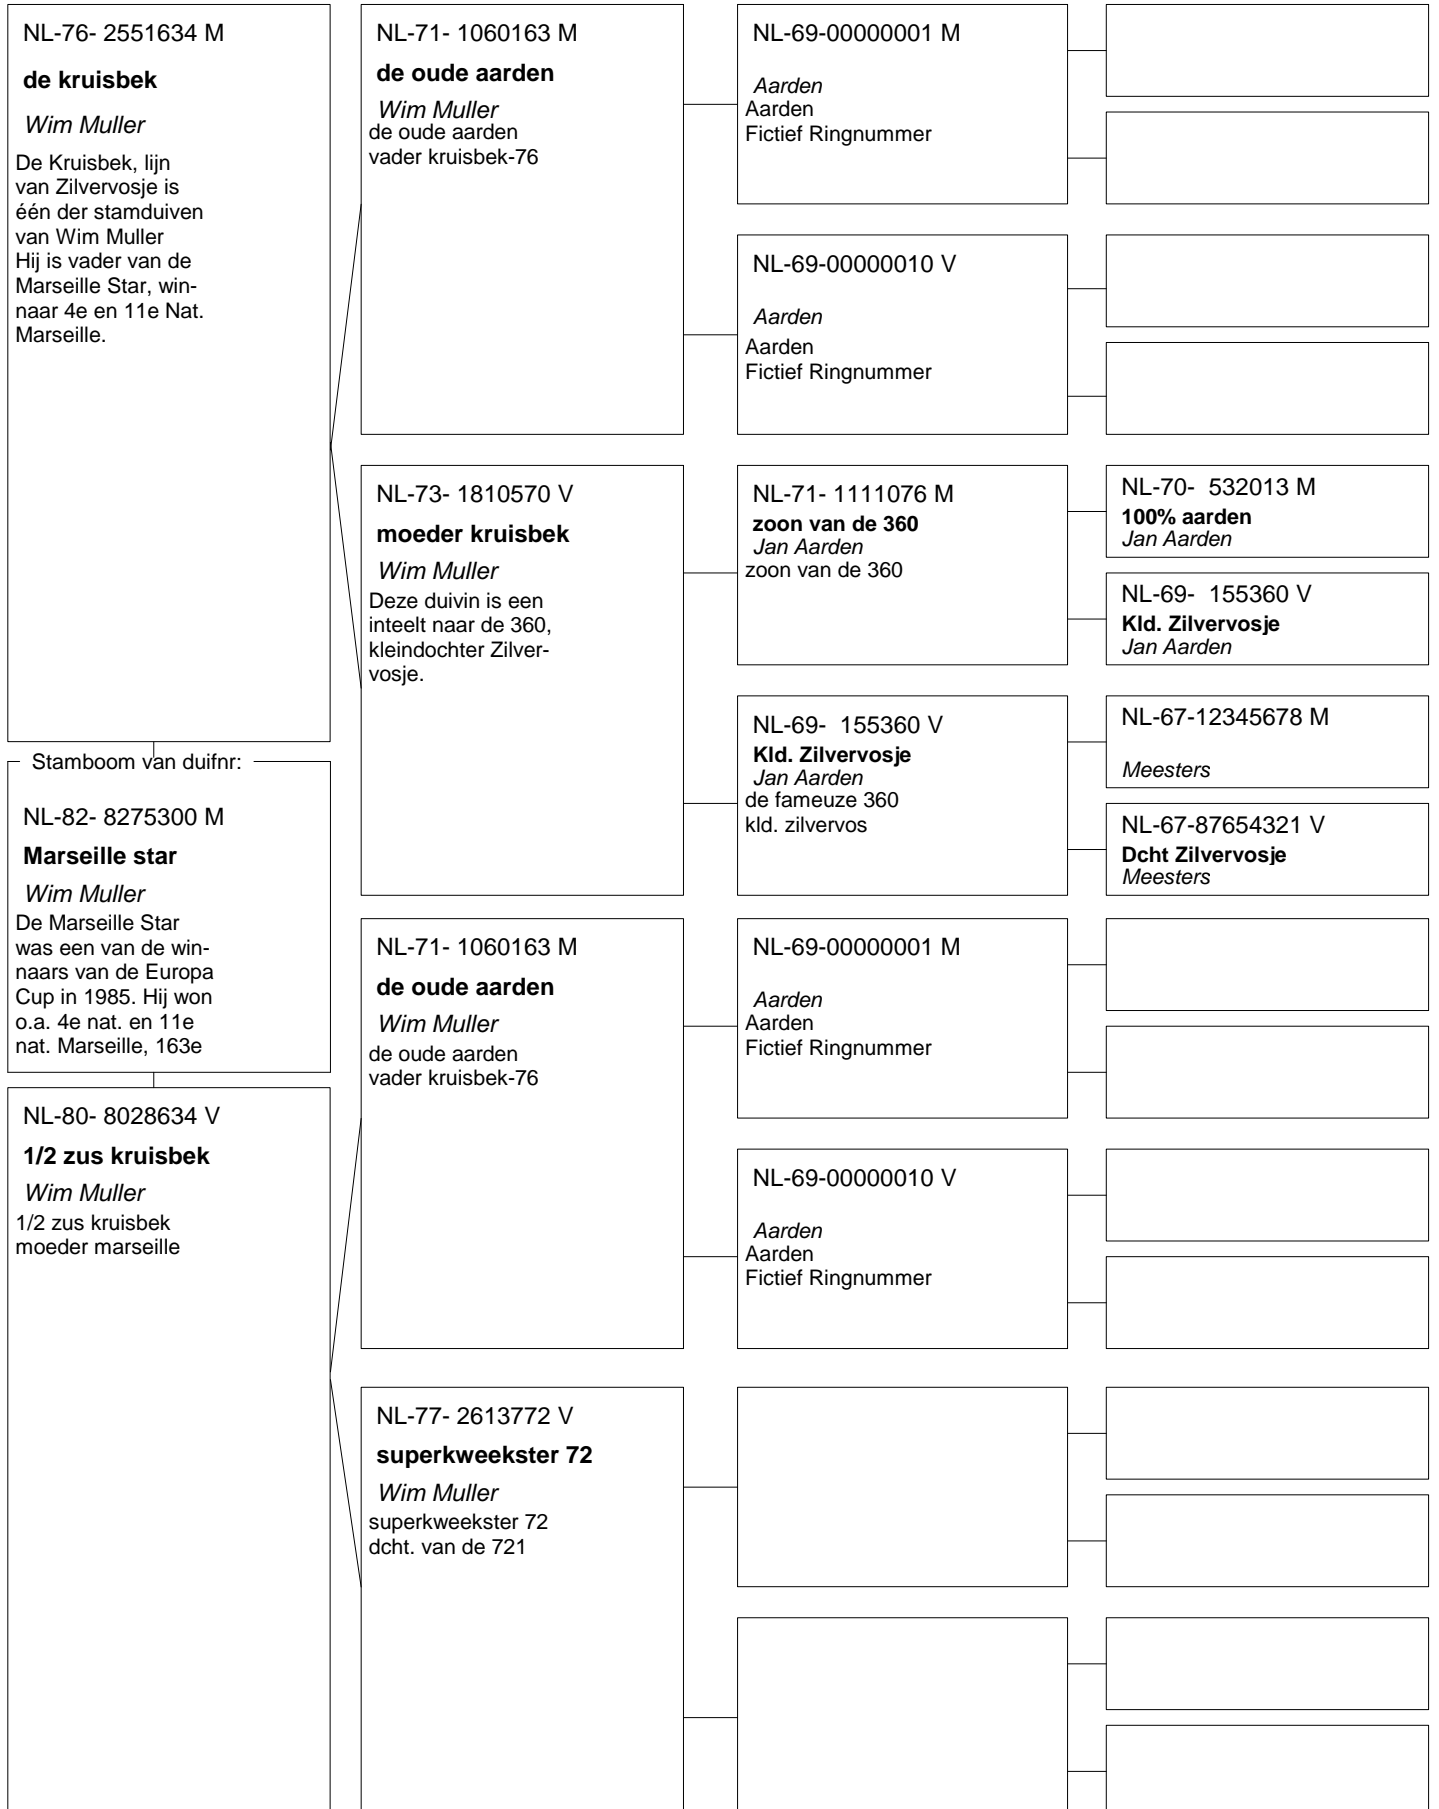 NL-76- 2551634 M
de kruisbek
Wim Muller
De Kruisbek, lijn
van Zilvervosje is
één der stamduiven
van Wim Muller
Hij is vader van de
Marseille Star, win-
naar 4e en 11e Nat.
Marseille.
Stamboom van duifnr:
NL-82- 8275300 M
Marseille star
Wim Muller
De Marseille Star
was een van de win-
naars van de Europa
Cup in 1985. Hij won
o.a. 4e nat. en 11e
nat. Marseille, 163e
NL-80- 8028634 V
1/2 zus kruisbek
Wim Muller
1/2 zus kruisbek
moeder marseille
NL-71- 1060163 M
de oude aarden
Wim Muller
de oude aarden
vader kruisbek-76
NL-73- 1810570 V
moeder kruisbek
Wim Muller
Deze duivin is een
inteelt naar de 360,
kleindochter Zilver-
vosje.
NL-71- 1060163 M
de oude aarden
Wim Muller
de oude aarden
vader kruisbek-76
NL-77- 2613772 V
superkweekster 72
Wim Muller
superkweekster 72
dcht. van de 721
NL-69-00000001 M
Aarden
Aarden
Fictief Ringnummer
NL-69-00000010 V
Aarden
Aarden
Fictief Ringnummer
NL-71- 1111076 M
zoon van de 360
Jan Aarden
zoon van de 360
NL-69- 155360 V
Kld. Zilvervosje
Jan Aarden
de fameuze 360
kld. zilvervos
NL-69-00000001 M
Aarden
Aarden
Fictief Ringnummer
NL-69-00000010 V
Aarden
Aarden
Fictief Ringnummer
NL-70- 532013 M
100% aarden
Jan Aarden
NL-69- 155360 V
Kld. Zilvervosje
Jan Aarden
NL-67-12345678 M
Meesters
NL-67-87654321 V
Dcht Zilvervosje
Meesters